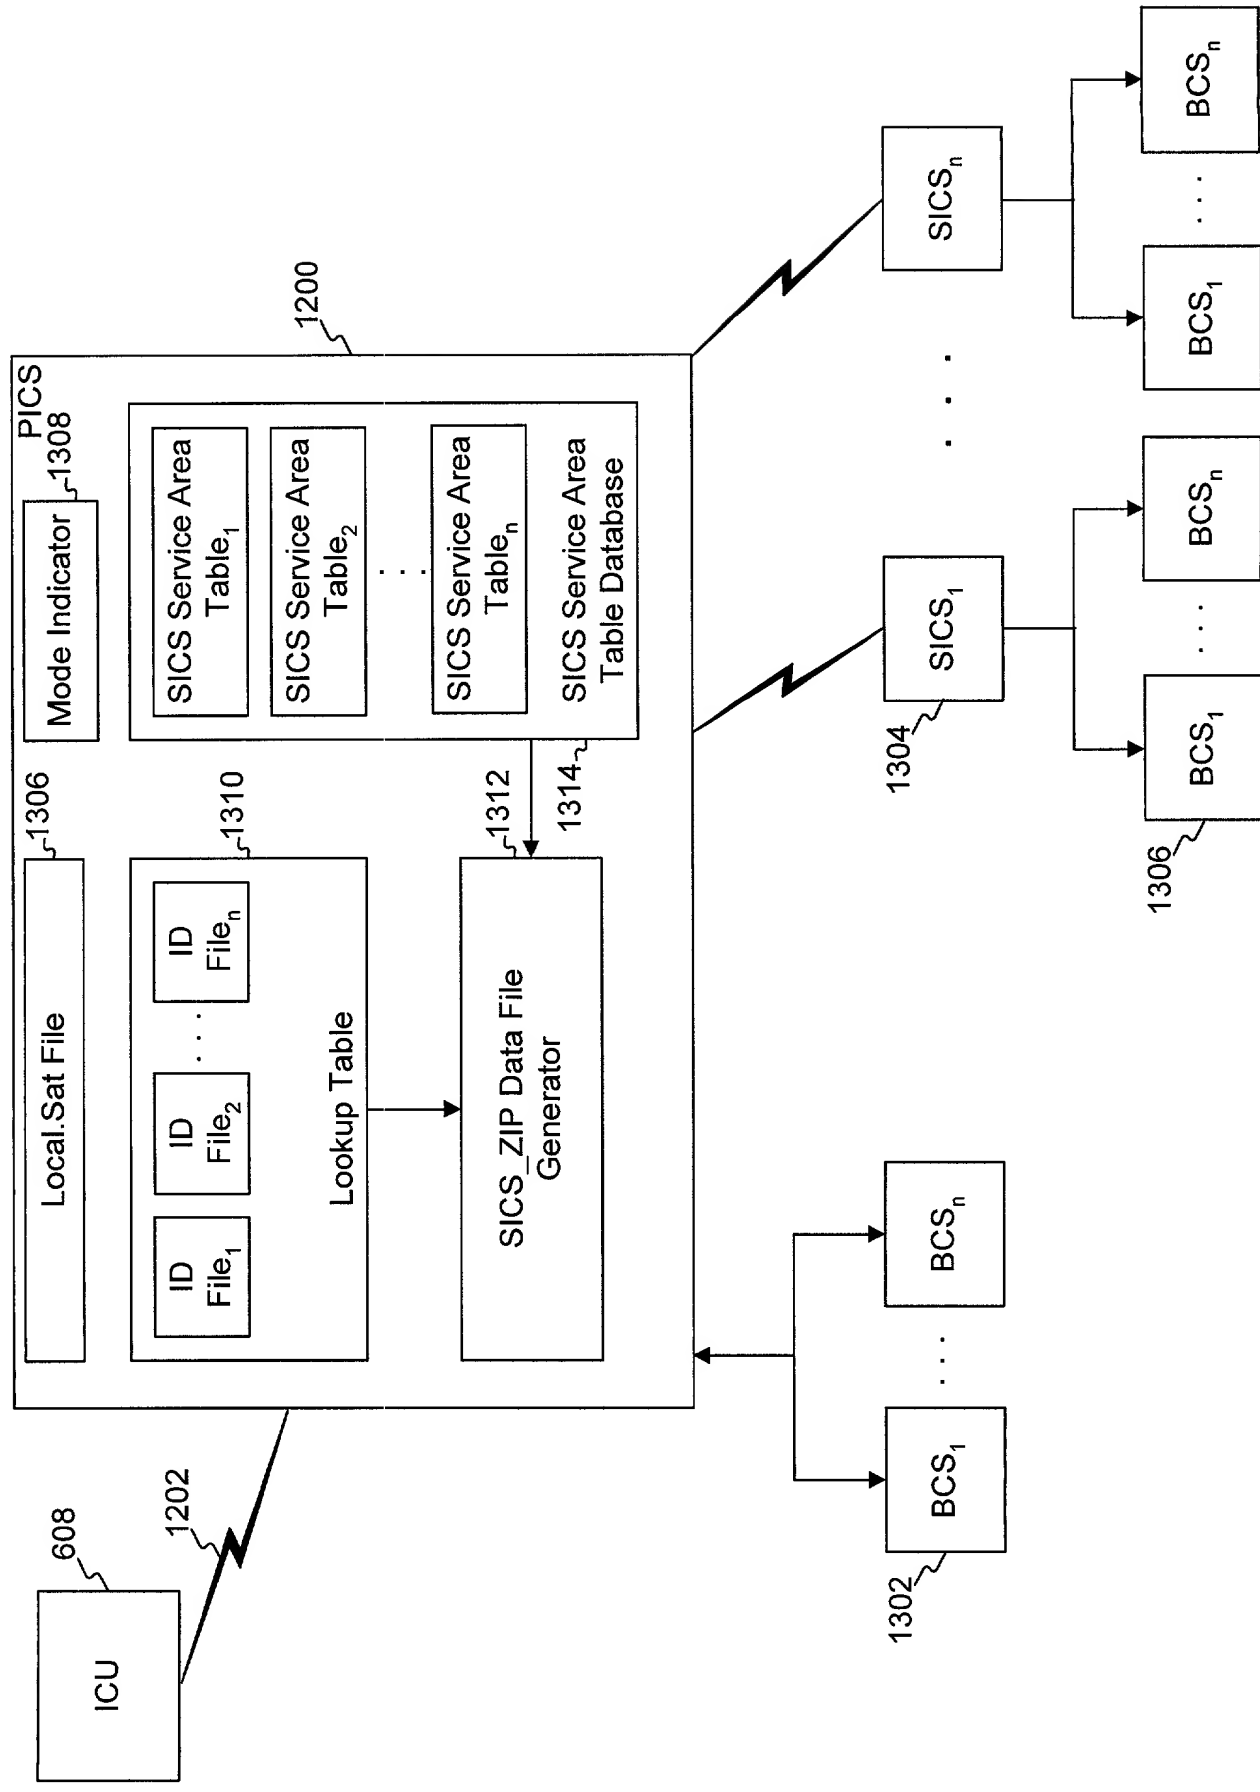 ICU
608
1202
PICS
1200
Local.Sat File
1306
Mode Indicator
1308
ID
File1
ID
File2
. . .
ID
Filen
Lookup Table
1310
SICS Service Area
Table1
SICS Service Area
Table2
. . .
SICS Service Area
Tablen
SICS Service Area
Table Database
1314
SICS_ZIP Data File
Generator
1312
BCS1
. . .
BCSn
1302
SICS1
1304
. . .
SICSn
BCS1
. . .
BCSn
1306
BCS1
. . .
BCSn